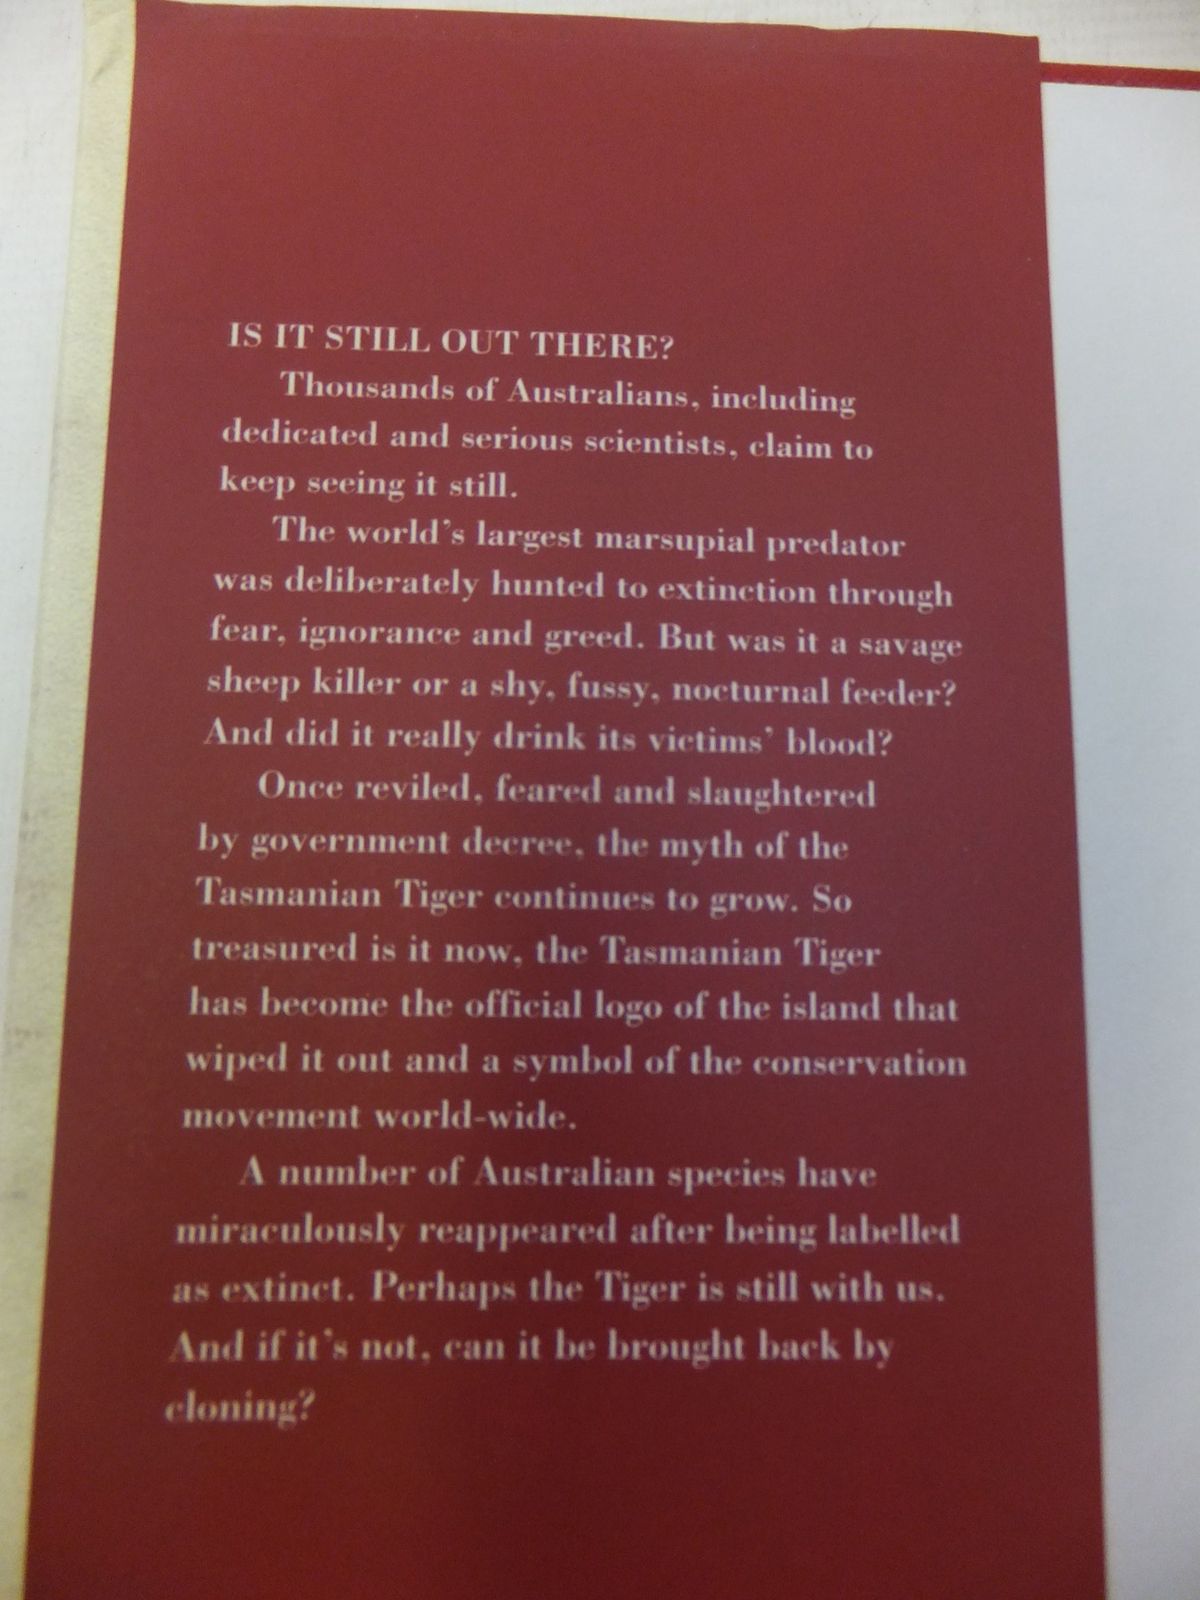 IS IT STILL OUT THERE?
Thousands of Australians, including
dedicated and serious scientists, claim to
keep seeing it still.
The world's largest marsupial predator
was deliberately hunted to extinction through
fear, ignorance and greed. But was it a savage
sheep killer or a shy, fussy, nocturnal feeder?
And did it really drink its victims' blood?
Once reviled, feared and slaughtered
by government decree, the myth of the
Tasmanian Tiger continues to grow. So
treasured is it now, the Tasmanian Tiger
has become the official logo of the island that
wiped it out and a symbol of the conservation
movement world-wide.
A number of Australian species have
miraculously reappeared after being labelled
as extinct. Perhaps the Tiger is still with us.
And if it's not, can it be brought back by
cloning?